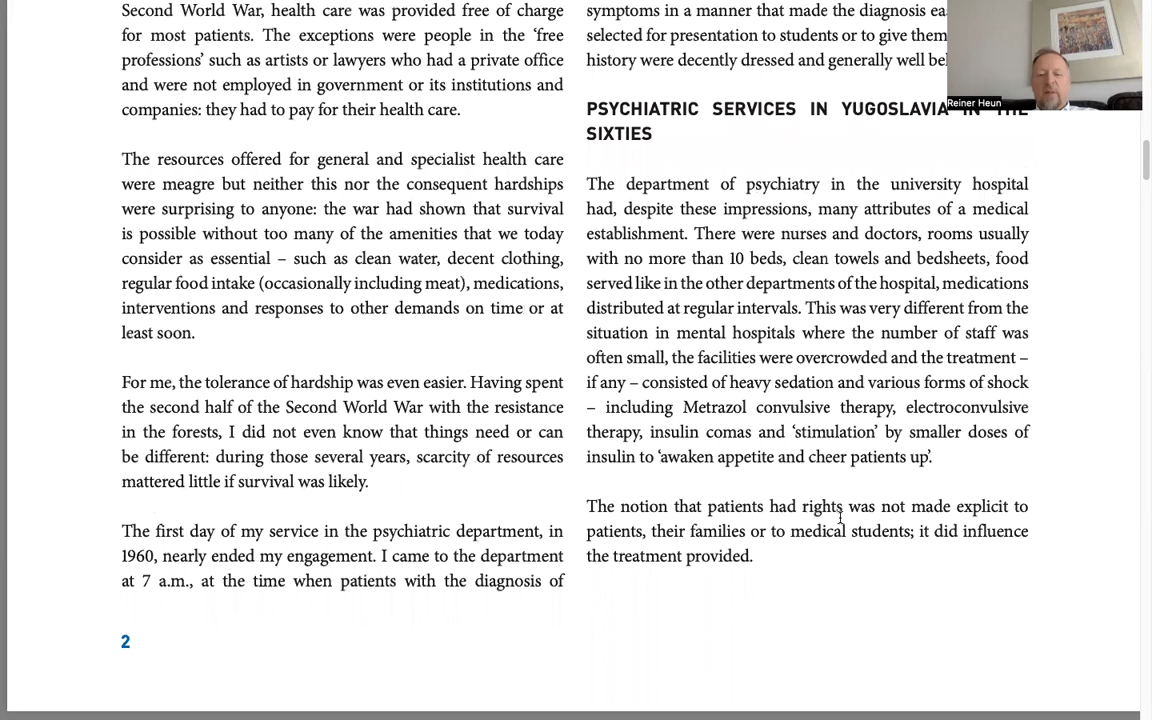 Second World War, health care was provided free of charge
for most patients. The exceptions were people in the ‘free
professions’ such as artists or lawyers who had a private office
and were not employed in government or its institutions and
companies: they had to pay for their health care.
The resources offered for general and specialist health care
were meagre but neither this nor the consequent hardships
were surprising to anyone: the war had shown that survival
is possible without too many of the amenities that we today
consider as essential – such as clean water, decent clothing,
regular food intake (occasionally including meat), medications,
interventions and responses to other demands on time or at
least soon.
For me, the tolerance of hardship was even easier. Having spent
the second half of the Second World War with the resistance
in the forests, I did not even know that things need or can
be different: during those several years, scarcity of resources
mattered little if survival was likely.
The first day of my service in the psychiatric department, in
1960, nearly ended my engagement. I came to the department
at 7 a.m., at the time when patients with the diagnosis of
2
symptoms in a manner that made the diagnosis
selected for presentation to students or to give them
history were decently dressed and generally well
PSYCHIATRIC SERVICES IN YUGOSLAVIA IN THE
SIXTIES
The department of psychiatry in the university hospital
had, despite these impressions, many attributes of a medical
establishment. There were nurses and doctors, rooms usually
with no more than 10 beds, clean towels and bedsheets, food
served like in the other departments of the hospital, medications
distributed at regular intervals. This was very different from the
situation in mental hospitals where the number of staff was
often small, the facilities were overcrowded and the treatment –
if any – consisted of heavy sedation and various forms of shock
– including Metrazol convulsive therapy, electroconvulsive
therapy, insulin comas and ‘stimulation’ by smaller doses of
insulin to ‘awaken appetite and cheer patients up’.
The notion that patients had rights was not made explicit to
patients, their families or to medical students; it did influence
the treatment provided.
Reiner Heun